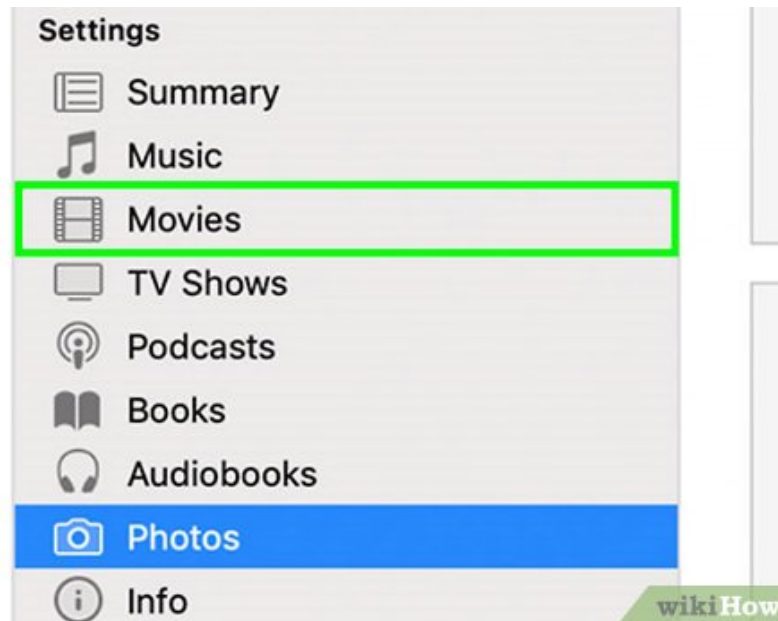 Settings
Summary
Music
Movies
TV Shows
Podcasts
Books
Audiobooks
Photos
Info
wikiHow